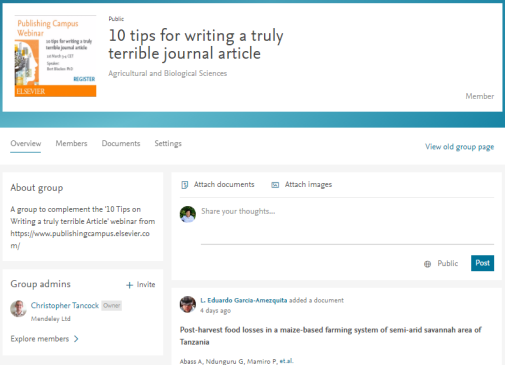 Publishing Campus
Webinar
10 tips for writing a truly
terrible journal article
REGISTER
ELSEVIER
Public
10 tips for writing a truly
terrible journal article
Agricultural and Biological Sciences
Member
Overview Members Documents Settings
View old group page
About group
A group to complement the '10 Tips on
Writing a truly terrible Article' webinar from
https://www.publishingcampus.elsevier.co
m/
Group admins + Invite
Christopher Tancock Owner
Mendeley Ltd
Explore members >
Attach documents Attach images
Share your thoughts...
Public Post
L. Eduardo Garcia-Amezquita added a document
4 days ago
Post-harvest food losses in a maize-based farming system of semi-arid savannah area of
Tanzania
Abass A, Ndunguru G, Mamiro P, et al.